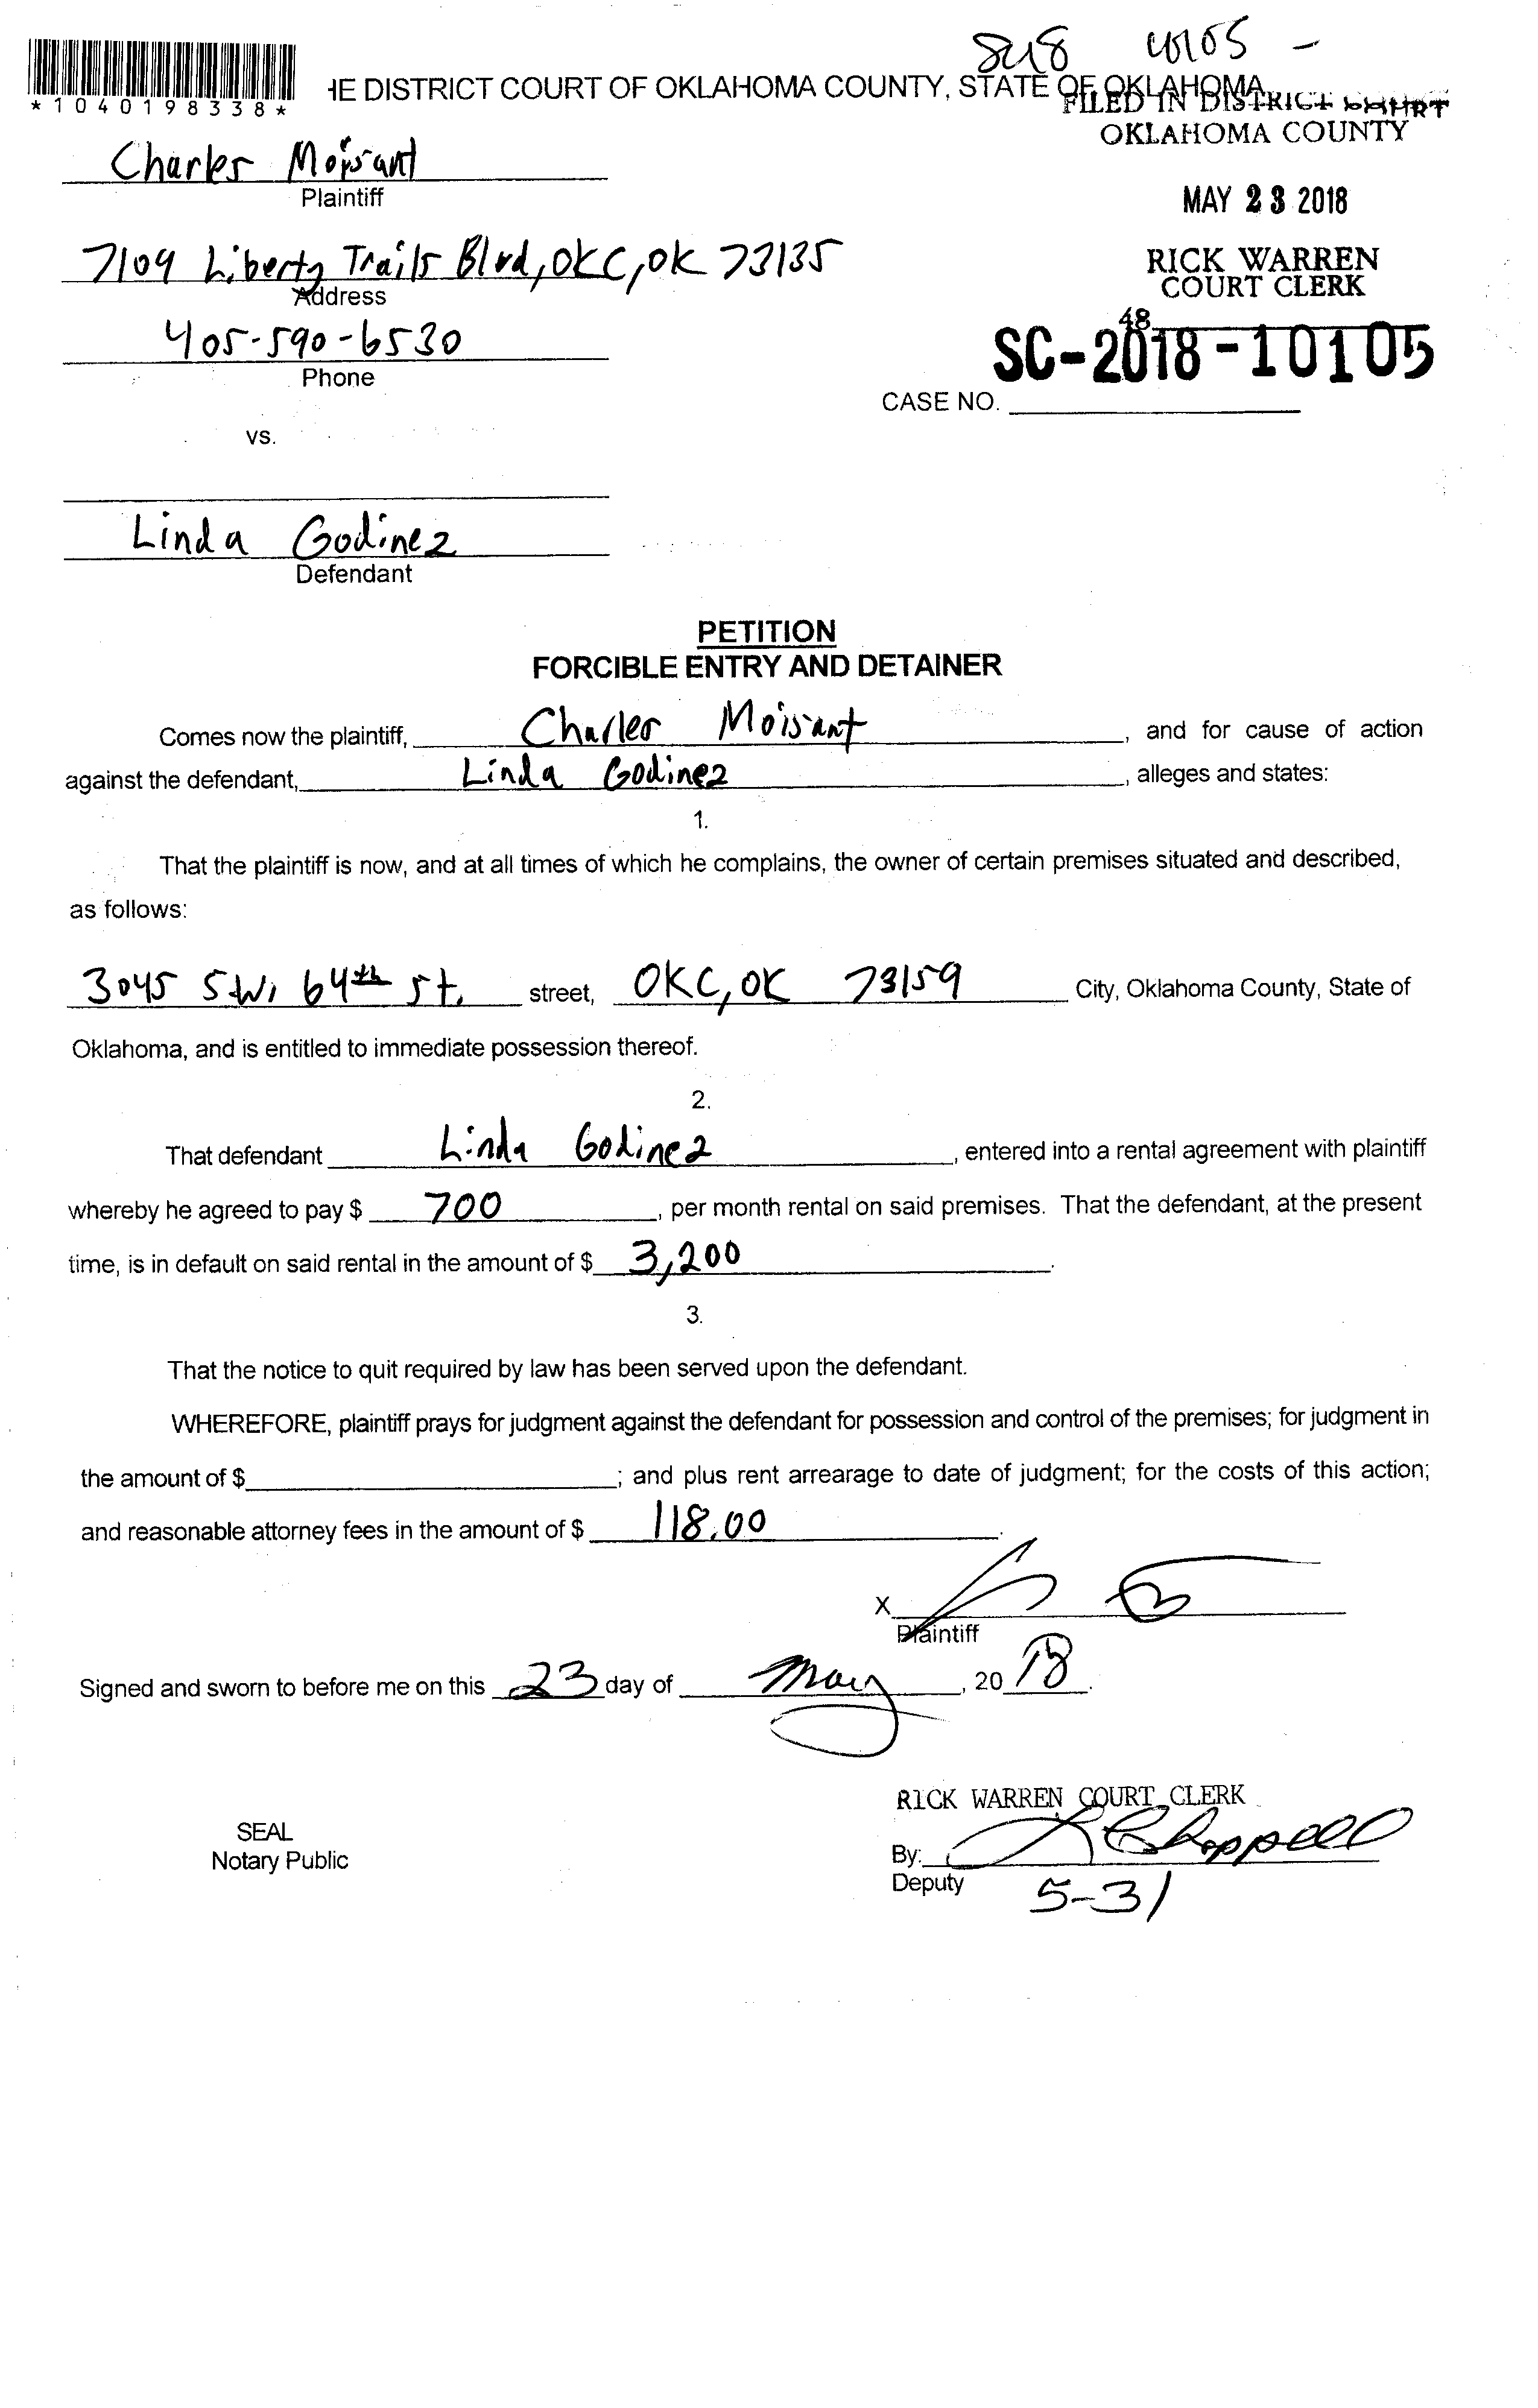 10105 -
*1040198338*
HE DISTRICT COURT OF OKLAHOMA COUNTY, STATE OF OKLAHOMA
FILED IN DISTRICT COURT
OKLAHOMA COUNTY
Charles Moisant
Plaintiff
MAY 23 2018
7109 Liberty Trails Blvd, OKC, OK 73135
Address
RICK WARREN
COURT CLERK
405-590-6530
Phone
48
SC-2018-10105
CASE NO.
vs.
Linda Godinez
Defendant
PETITION
FORCIBLE ENTRY AND DETAINER
Comes now the plaintiff, Charles Moisant, and for cause of action
against the defendant, Linda Godinez, alleges and states:
1.
That the plaintiff is now, and at all times of which he complains, the owner of certain premises situated and described,
as follows:
3045 S.W. 64th St. street, OKC, OK 73159 City, Oklahoma County, State of
Oklahoma, and is entitled to immediate possession thereof.
2.
That defendant Linda Godinez, entered into a rental agreement with plaintiff
whereby he agreed to pay $ 700, per month rental on said premises. That the defendant, at the present
time, is in default on said rental in the amount of $ 3,200.
3.
That the notice to quit required by law has been served upon the defendant.
WHEREFORE, plaintiff prays for judgment against the defendant for possession and control of the premises; for judgment in
the amount of $; and plus rent arrearage to date of judgment; for the costs of this action;
and reasonable attorney fees in the amount of $ 118.00.
X
Plaintiff
Signed and sworn to before me on this 23 day of May, 20 18.
RICK WARREN COURT CLERK
SEAL
Notary Public
By: Chappell
Deputy
5-31